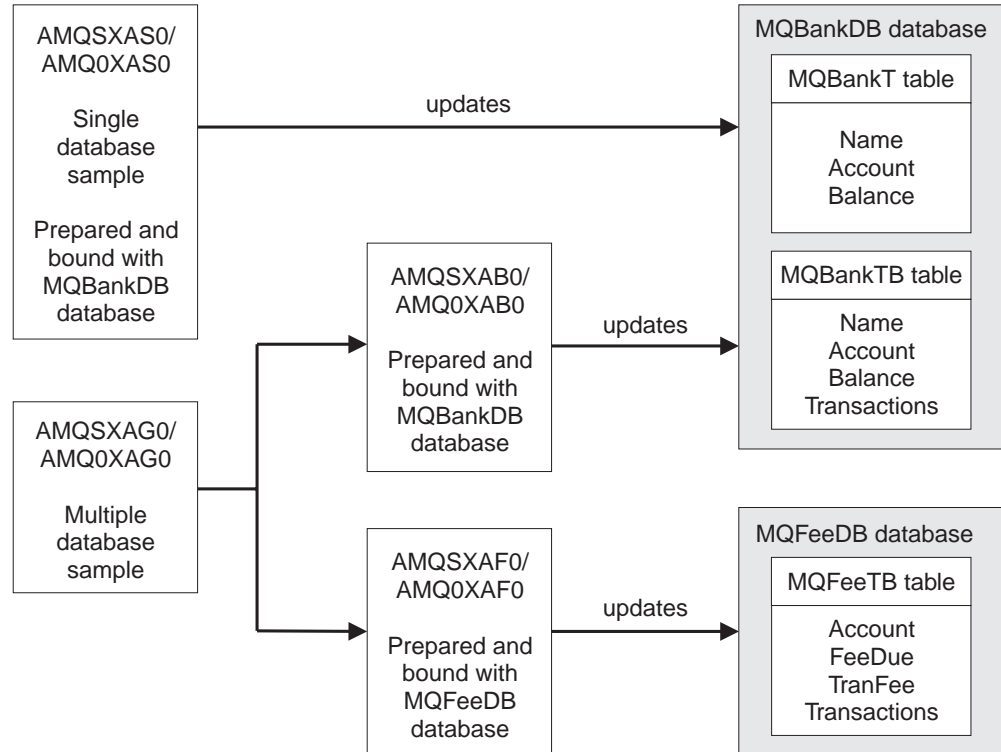 AMQSXAS0/
AMQ0XAS0
Single
database
sample
Prepared and
bound with
MQBankDB
database
updates
MQBankDB database
MQBankT table
Name
Account
Balance
MQBankTB table
Name
Account
Balance
Transactions
AMQSXAB0/
AMQ0XAB0
Prepared and
bound with
MQBankDB
database
updates
AMQSXAG0/
AMQ0XAG0
Multiple
database
sample
AMQSXAF0/
AMQ0XAF0
Prepared and
bound with
MQFeeDB
database
updates
MQFeeDB database
MQFeeTB table
Account
FeeDue
TranFee
Transactions